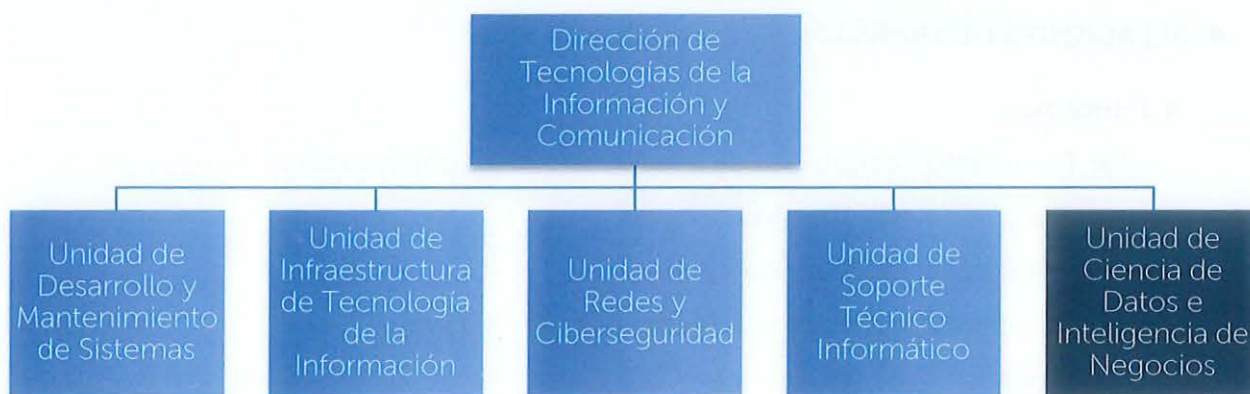 Dirección de
Tecnologías de la
Información y
Comunicación
Unidad de
Desarrollo y
Mantenimiento
de Sistemas
Unidad de
Infraestructura
de Tecnología
de la
Información
Unidad de
Redes y
Ciberseguridad
Unidad de
Soporte
Técnico
Informático
Unidad de
Ciencia de
Datos e
Inteligencia de
Negocios